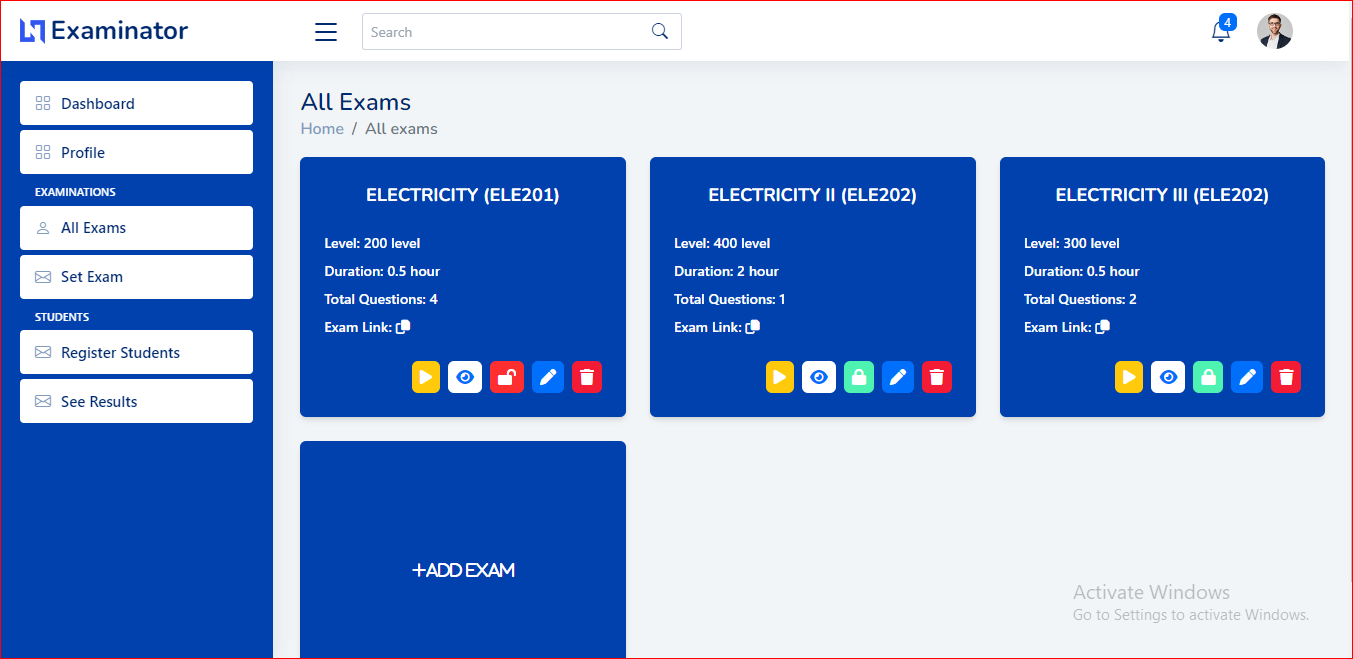 Examinator
Search
4
Dashboard
Profile
EXAMINATIONS
All Exams
Set Exam
STUDENTS
Register Students
See Results
All Exams
Home / All exams
ELECTRICITY (ELE201)
Level: 200 level
Duration: 0.5 hour
Total Questions: 4
Exam Link:
ELECTRICITY II (ELE202)
Level: 400 level
Duration: 2 hour
Total Questions: 1
Exam Link:
ELECTRICITY III (ELE202)
Level: 300 level
Duration: 0.5 hour
Total Questions: 2
Exam Link:
+ADD EXAM
Activate Windows
Go to Settings to activate Windows.